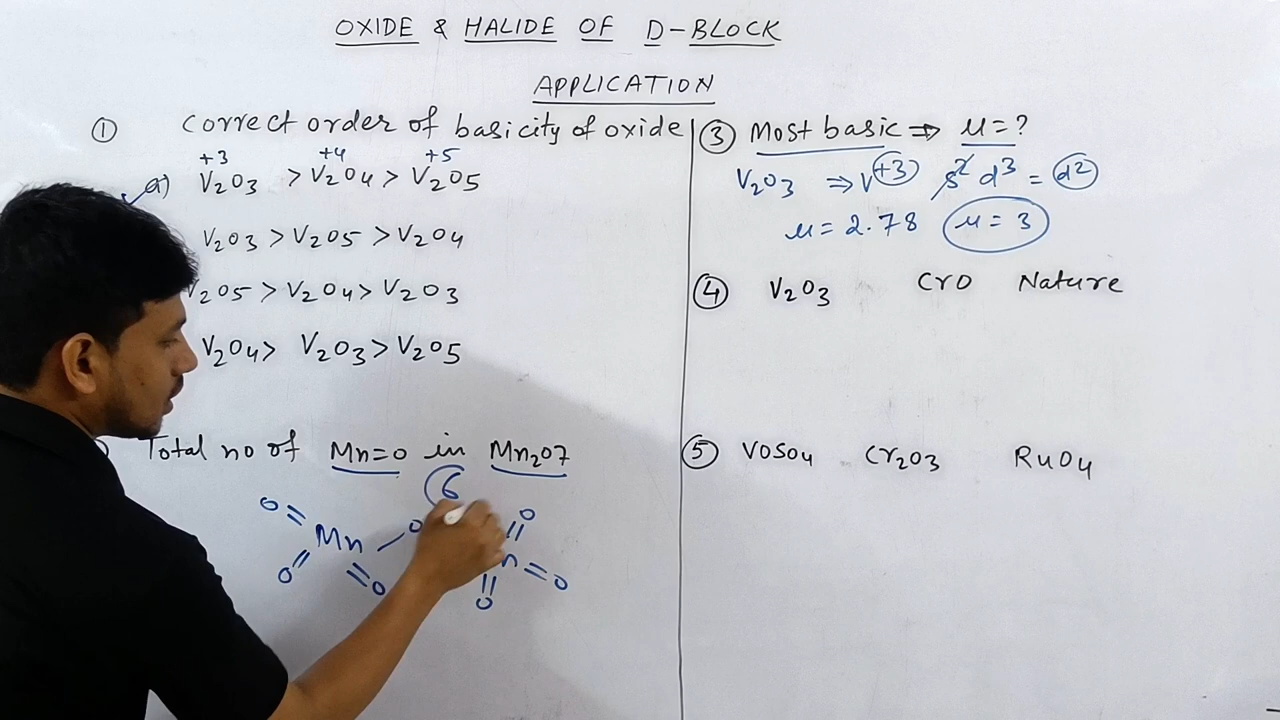 OXIDE & HALIDE OF D-BLOCK
APPLICATION
① Correct order of basicity of oxide
+3 +4 +5
a) V2O3 > V2O4 > V2O5
V2O3 > V2O5 > V2O4
V2O5 > V2O4 > V2O3
V2O4 > V2O3 > V2O5
Total no of Mn=O in Mn2O7
6
O O
Mn O
O O O
O
③ Most basic ⇒ μ=?
V2O3 ⇒ V+3 s2 d3 = d2
μ = 2.78 μ = 3
④ V2O3 CrO Nature
⑤ VOSO4 Cr2O3 RuO4